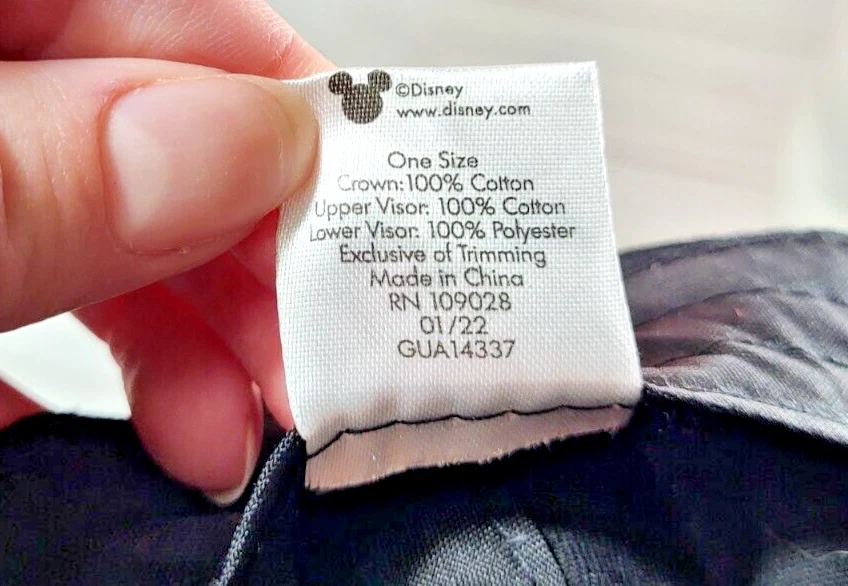 ©Disney
www.disney.com
One Size
Crown:100% Cotton
Upper Visor: 100% Cotton
Lower Visor: 100% Polyester
Exclusive of Trimming
Made in China
RN 109028
01/22
GUA14337